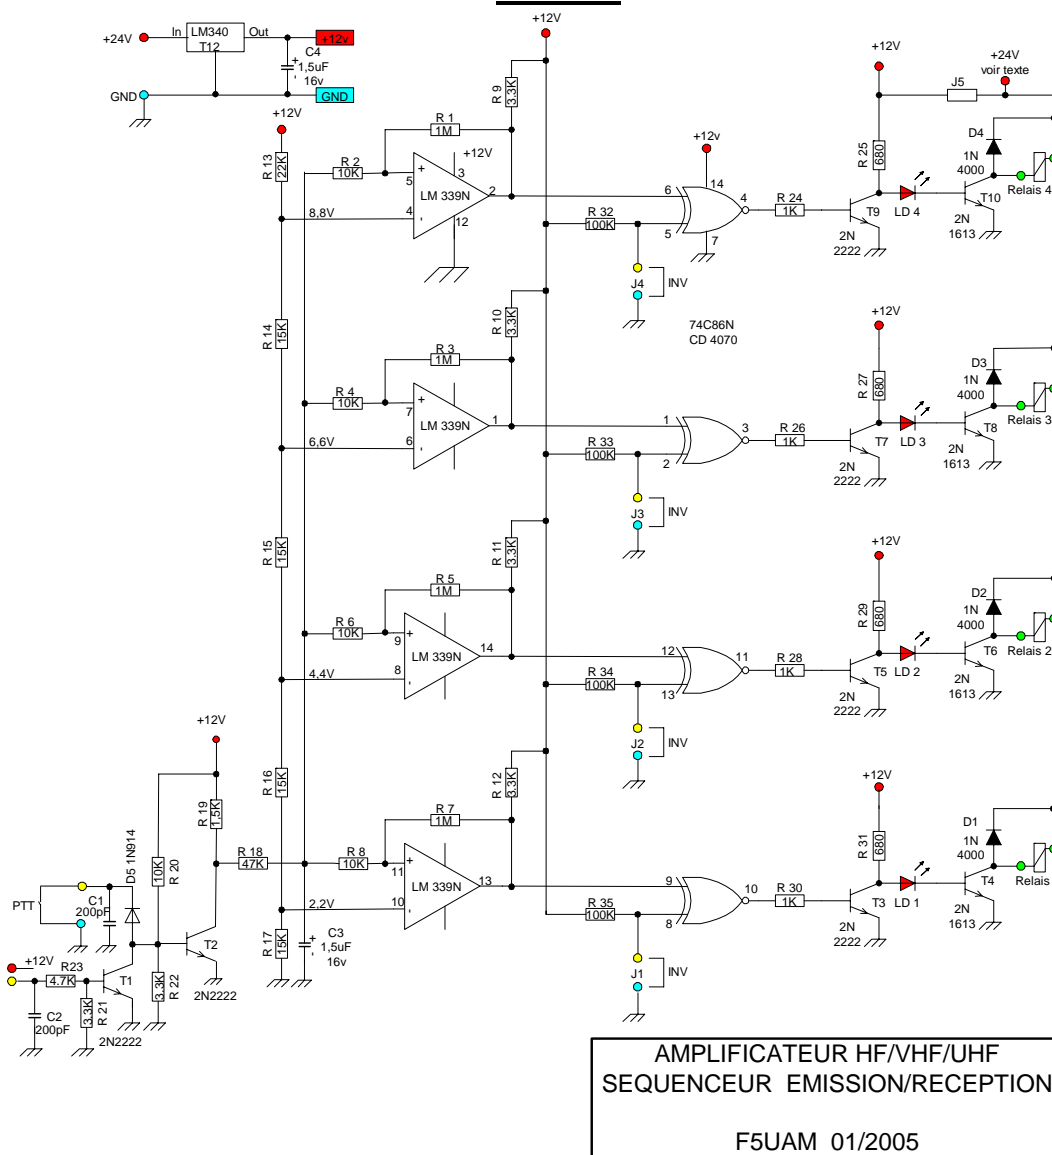 +12V
+24V
In
LM340
T12
Out
+12v
C4
+
1,5uF
16v
GND
GND
+12V
R 13
22K
R 9
3.3K
R 1
1M
R 2
10K
+12V
+
5
3
LM 339N
2
8,8V
4
-
12
+12v
14
6
4
R 32
100K
5
7
R 24
1K
J4
INV
74C86N
CD 4070
+12V
J5
+24V
voir texte
R 25
680
T9
2N
2222
LD 4
D4
1N
4000
T10
2N
1613
Relais 4
R 14
15K
R 10
3.3K
R 3
1M
R 4
10K
+
7
LM 339N
1
6,6V
6
-
1
3
R 33
100K
2
R 26
1K
J3
INV
+12V
R 27
680
T7
2N
2222
LD 3
D3
1N
4000
T8
2N
1613
Relais 3
R 15
15K
R 11
3.3K
R 5
1M
R 6
10K
+
9
LM 339N
14
4,4V
8
-
12
11
R 34
100K
13
R 28
1K
J2
INV
+12V
R 29
680
T5
2N
2222
LD 2
D2
1N
4000
T6
2N
1613
Relais 2
+12V
R 19
1.5K
R 16
15K
R 12
3.3K
R 7
1M
R 18
47K
R 8
10K
+
11
LM 339N
13
2,2V
10
-
9
10
R 35
100K
8
R 30
1K
J1
INV
+12V
R 31
680
T3
2N
2222
LD 1
D1
1N
4000
T4
2N
1613
Relais
D5 1N914
10K
R 20
PTT
C1
200pF
T2
2N2222
R 17
15K
+
C3
1,5uF
16v
+12V
R23
4.7K
T1
2N2222
3.3K
R 22
C2
200pF
3.3K
R 21
AMPLIFICATEUR HF/VHF/UHF
SEQUENCEUR EMISSION/RECEPTION
F5UAM 01/2005